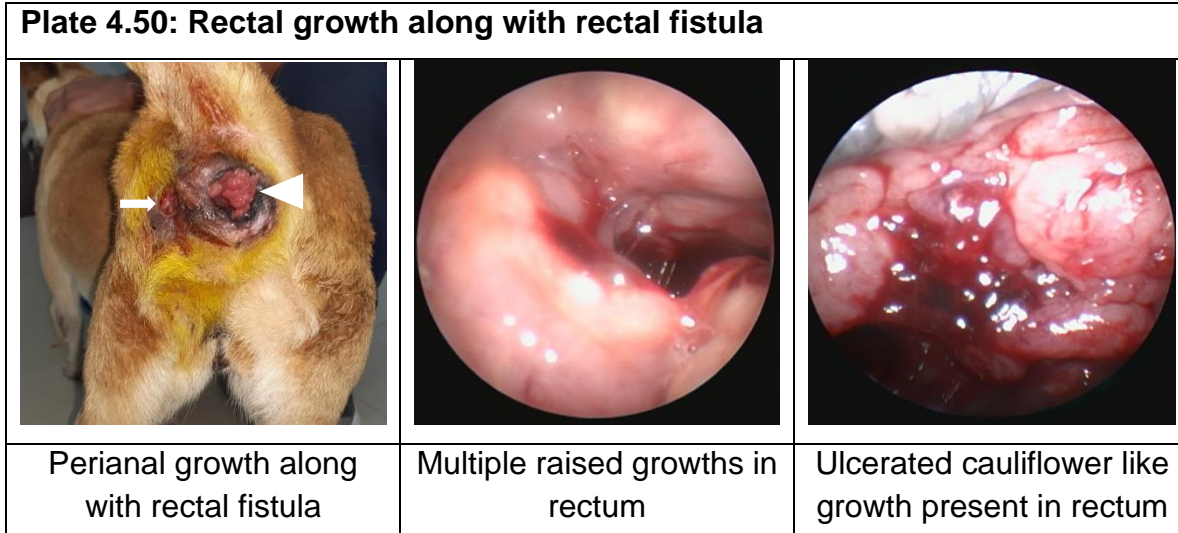 Plate 4.50: Rectal growth along with rectal fistula
Perianal growth along
with rectal fistula
Multiple raised growths in
rectum
Ulcerated cauliflower like
growth present in rectum